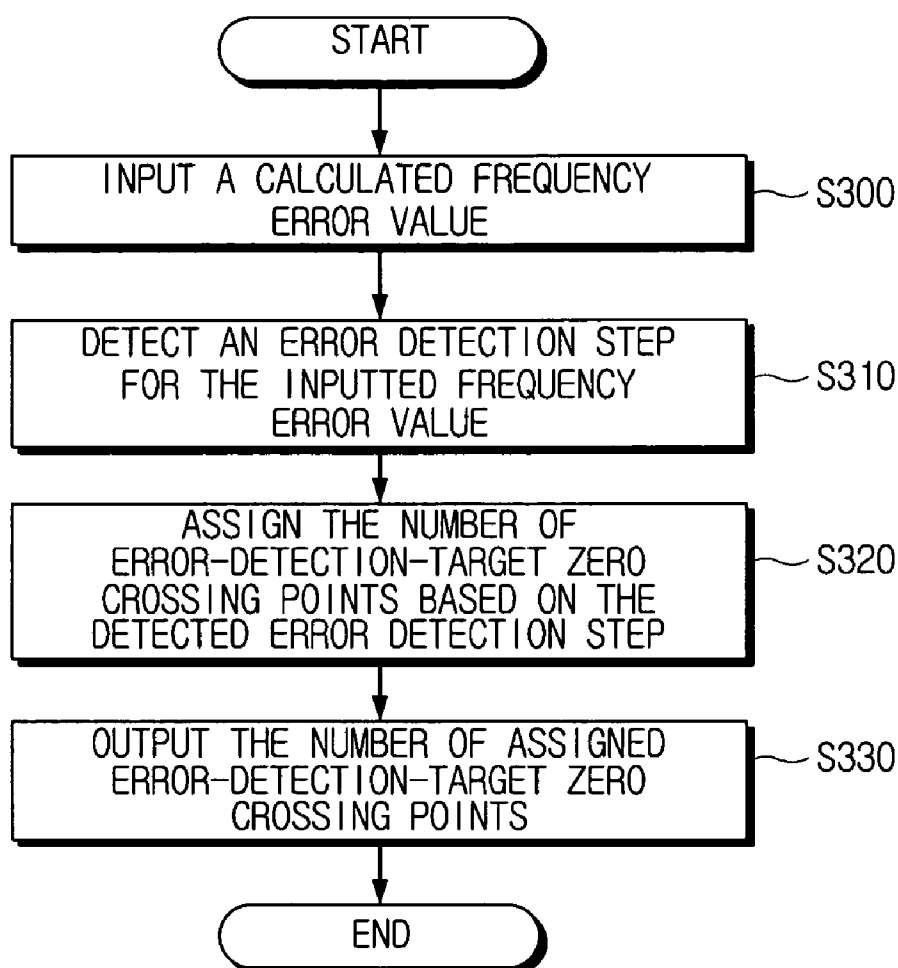 START
INPUT A CALCULATED FREQUENCY
ERROR VALUE
S300
DETECT AN ERROR DETECTION STEP
FOR THE INPUTTED FREQUENCY
ERROR VALUE
S310
ASSIGN THE NUMBER OF
ERROR-DETECTION-TARGET ZERO
CROSSING POINTS BASED ON THE
DETECTED ERROR DETECTION STEP
S320
OUTPUT THE NUMBER OF ASSIGNED
ERROR-DETECTION-TARGET ZERO
CROSSING POINTS
S330
END